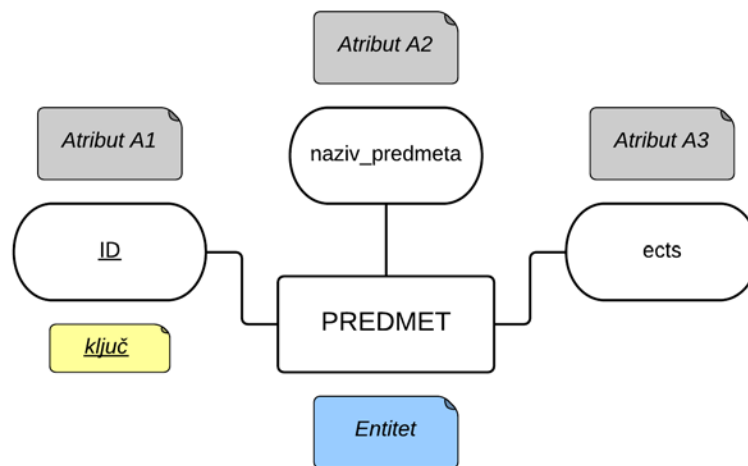 Atribut A2
Atribut A1
Atribut A3
naziv_predmeta
ID
ects
PREDMET
ključ
Entitet